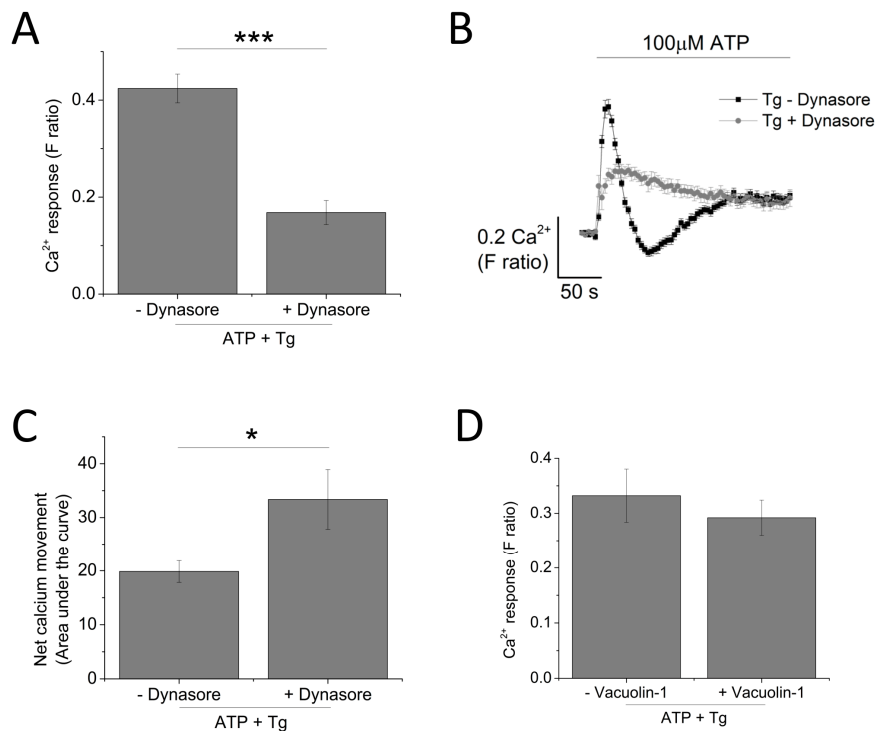 A
***
Ca²⁺ response (F ratio)
0.4
0.2
0.0
- Dynasore
+ Dynasore
ATP + Tg
B
100μM ATP
Tg - Dynasore
Tg + Dynasore
0.2 Ca²⁺
(F ratio)
50 s
C
*
Net calcium movement
(Area under the curve)
40
30
20
10
0
- Dynasore
+ Dynasore
ATP + Tg
D
Ca²⁺ response (F ratio)
0.4
0.3
0.2
0.1
0.0
- Vacuolin-1
+ Vacuolin-1
ATP + Tg